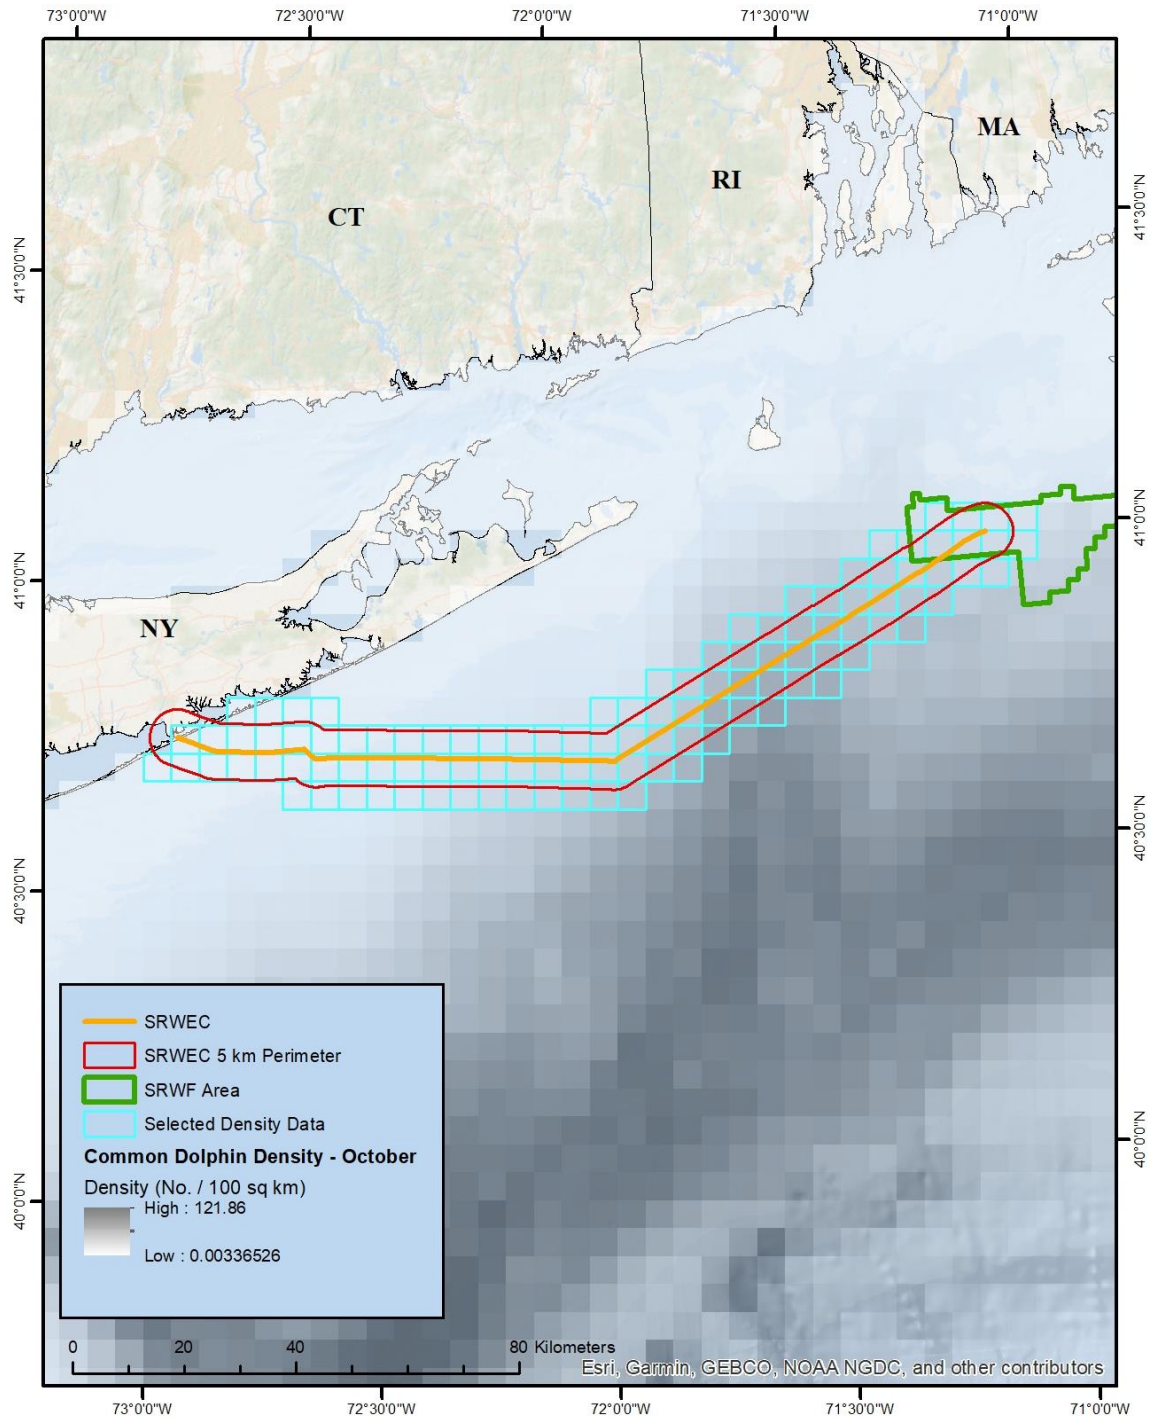 73°0'0"W 72°30'0"W 72°0'0"W 71°30'0"W 71°0'0"W
MA
RI
CT
41°30'0"N
41°30'0"N
41°0'0"N
41°0'0"N
NY
40°30'0"N
40°30'0"N
SRWEC
SRWEC 5 km Perimeter
SRWF Area
Selected Density Data
Common Dolphin Density - October
Density (No. / 100 sq km)
High : 121.86
Low : 0.00336526
40°0'0"N
40°0'0"N
0 20 40 80 Kilometers
Esri, Garmin, GEBCO, NOAA NGDC, and other contributors
73°0'0"W 72°30'0"W 72°0'0"W 71°30'0"W 71°0'0"W